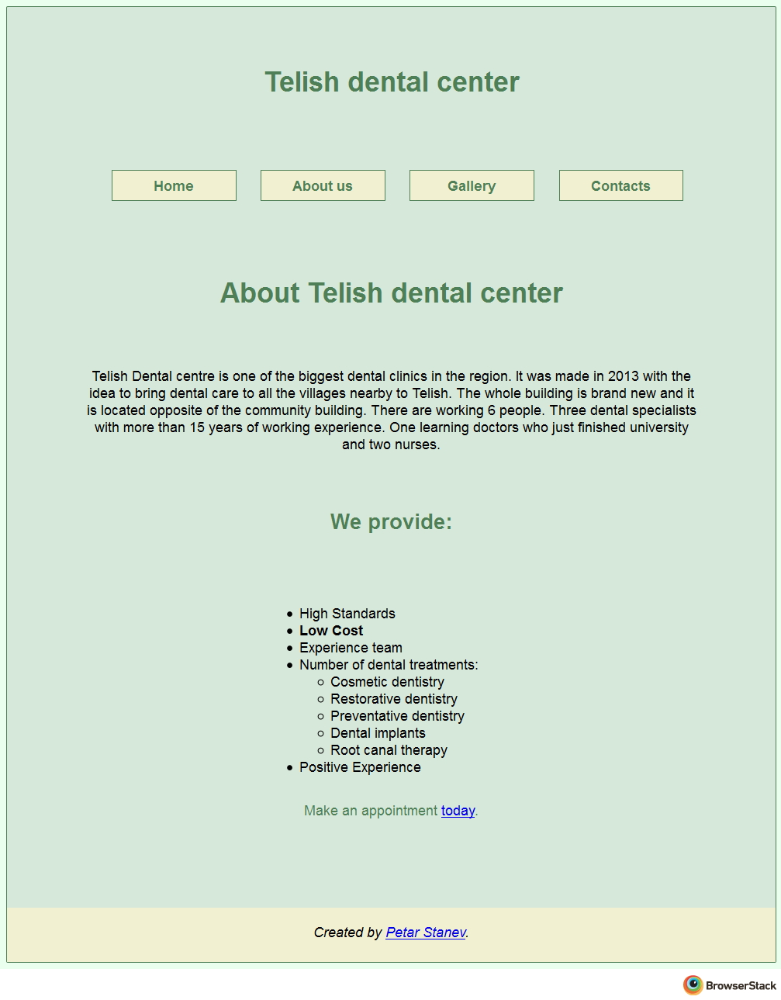 Telish dental center
Home
About us
Gallery
Contacts
About Telish dental center
Telish Dental centre is one of the biggest dental clinics in the region. It was made in 2013 with the
idea to bring dental care to all the villages nearby to Telish. The whole building is brand new and it
is located opposite of the community building. There are working 6 people. Three dental specialists
with more than 15 years of working experience. One learning doctors who just finished university
and two nurses.
We provide:
High Standards
Low Cost
Experience team
Number of dental treatments:
Cosmetic dentistry
Restorative dentistry
Preventative dentistry
Dental implants
Root canal therapy
Positive Experience
Make an appointment today.
Created by Petar Stanev.
BrowserStack